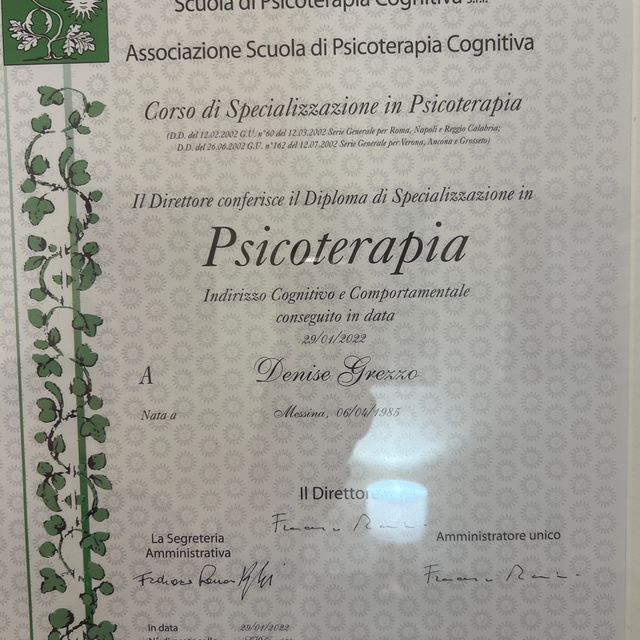 Scuola di Psicoterapia Cognitiva s.r.l.
Associazione Scuola di Psicoterapia Cognitiva
Corso di Specializzazione in Psicoterapia
(D.D. del 12.02.2002 G.U. n°60 del 12.03.2002 Serie Generale per Roma, Napoli e Reggio Calabria;
D.D. del 26.06.2002 G.U. n°162 del 12.07.2002 Serie Generale per Verona, Ancona e Grosseto)
Il Direttore conferisce il Diploma di Specializzazione in
Psicoterapia
Indirizzo Cognitivo e Comportamentale
conseguito in data
29/01/2022
A Denise Grezzo
Nata a Messina, 06/04/1985
Il Direttore
La Segreteria
Amministrativa
Amministratore unico
in data 29/01/2022